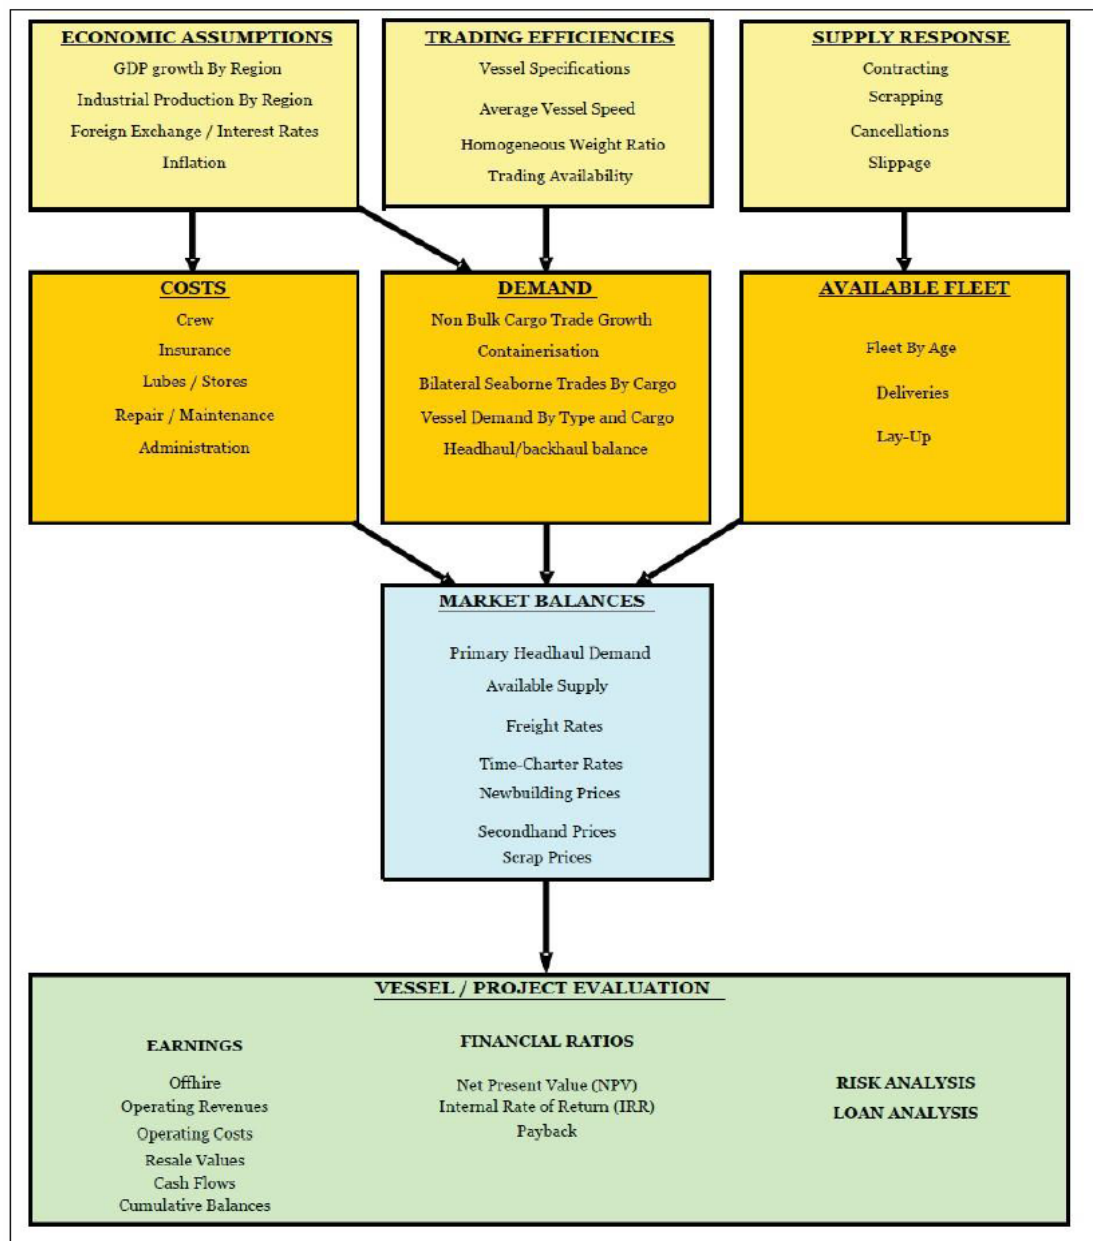 ECONOMIC ASSUMPTIONS
GDP growth By Region
Industrial Production By Region
Foreign Exchange / Interest Rates
Inflation
TRADING EFFICIENCIES
Vessel Specifications
Average Vessel Speed
Homogeneous Weight Ratio
Trading Availability
SUPPLY RESPONSE
Contracting
Scrapping
Cancellations
Slippage
COSTS
Crew
Insurance
Lubes / Stores
Repair / Maintenance
Administration
DEMAND
Non Bulk Cargo Trade Growth
Containerisation
Bilateral Seaborne Trades By Cargo
Vessel Demand By Type and Cargo
Headhaul/backhaul balance
AVAILABLE FLEET
Fleet By Age
Deliveries
Lay-Up
MARKET BALANCES
Primary Headhaul Demand
Available Supply
Freight Rates
Time-Charter Rates
Newbuilding Prices
Secondhand Prices
Scrap Prices
VESSEL / PROJECT EVALUATION
EARNINGS
Offhire
Operating Revenues
Operating Costs
Resale Values
Cash Flows
Cumulative Balances
FINANCIAL RATIOS
Net Present Value (NPV)
Internal Rate of Return (IRR)
Payback
RISK ANALYSIS
LOAN ANALYSIS